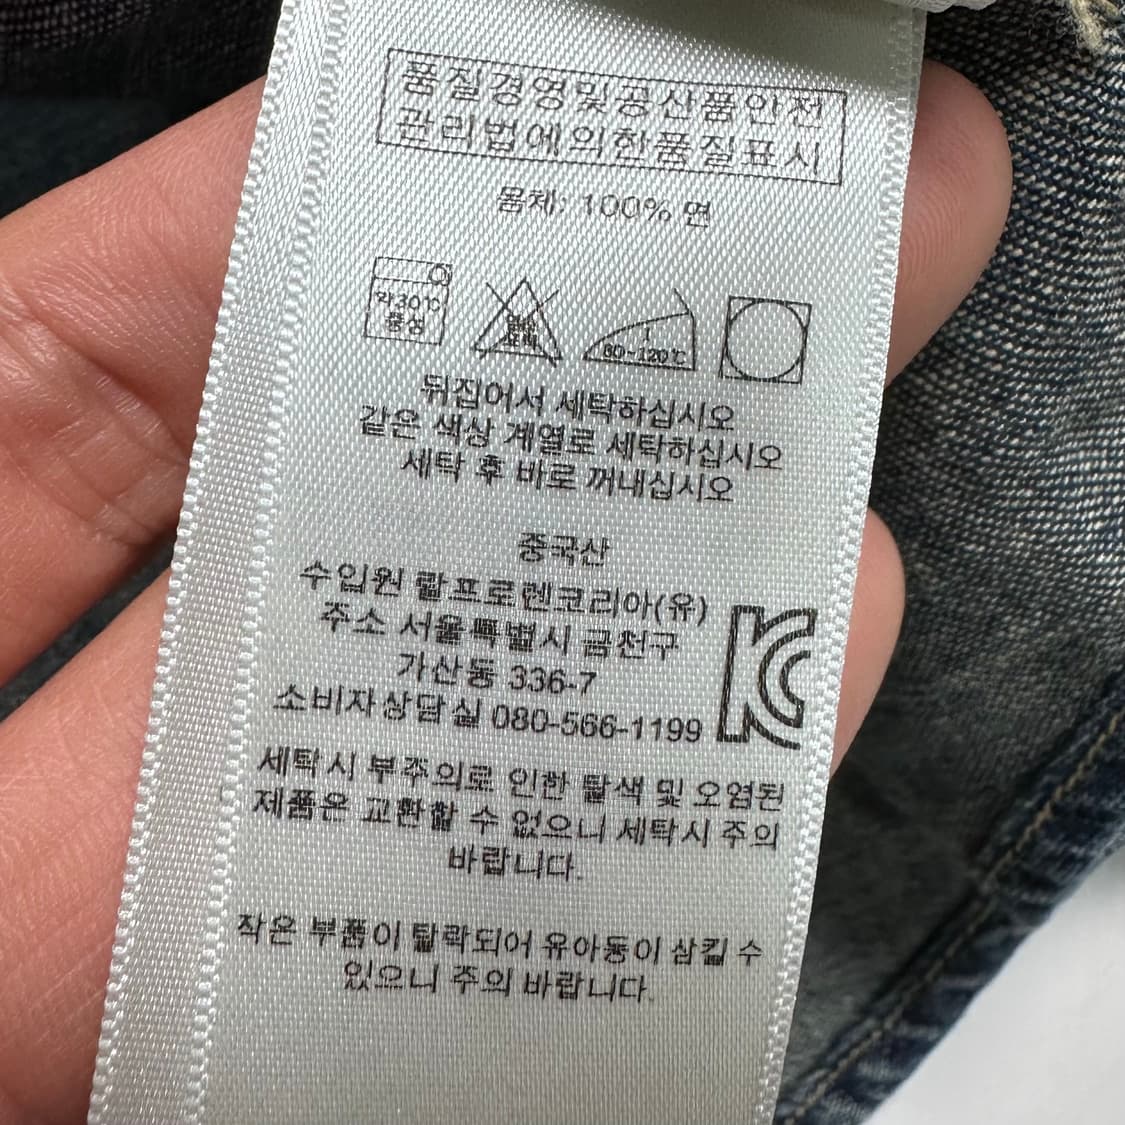 품질경영및공산품안전
관리법에의한품질표시
몸체: 100% 면
약30℃
중성
80~120℃
뒤집어서 세탁하십시오
같은 색상 계열로 세탁하십시오
세탁 후 바로 꺼내십시오
중국산
수입원 랄프로렌코리아(유)
주소 서울특별시 금천구
가산동 336-7
소비자상담실 080-566-1199
세탁시 부주의로 인한 탈색 및 오염된
제품은 교환할 수 없으니 세탁시 주의
바랍니다.
작은 부품이 탈락되어 유아동이 삼킬 수
있으니 주의 바랍니다.